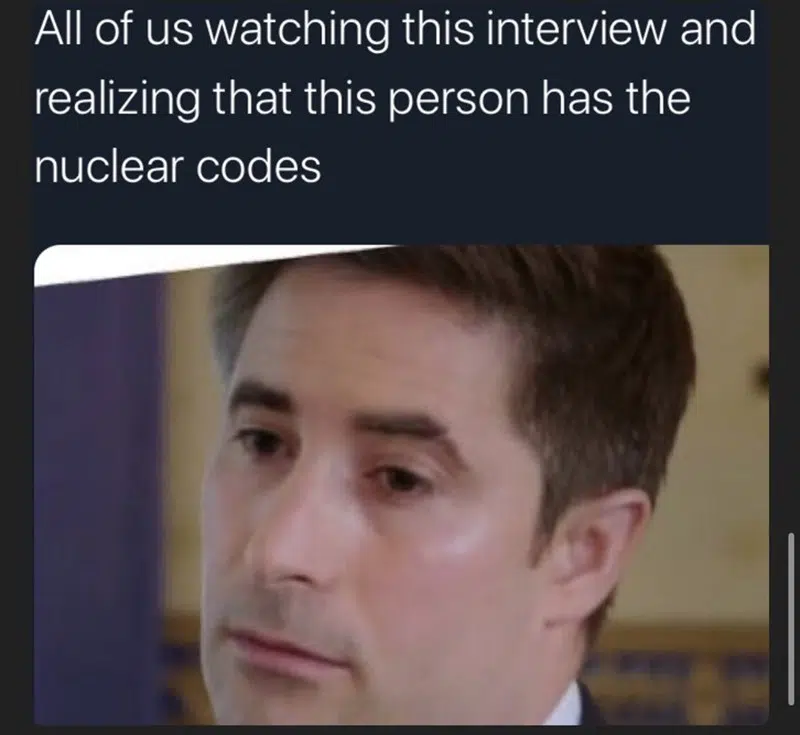 All of us watching this interview and
realizing that this person has the
nuclear codes